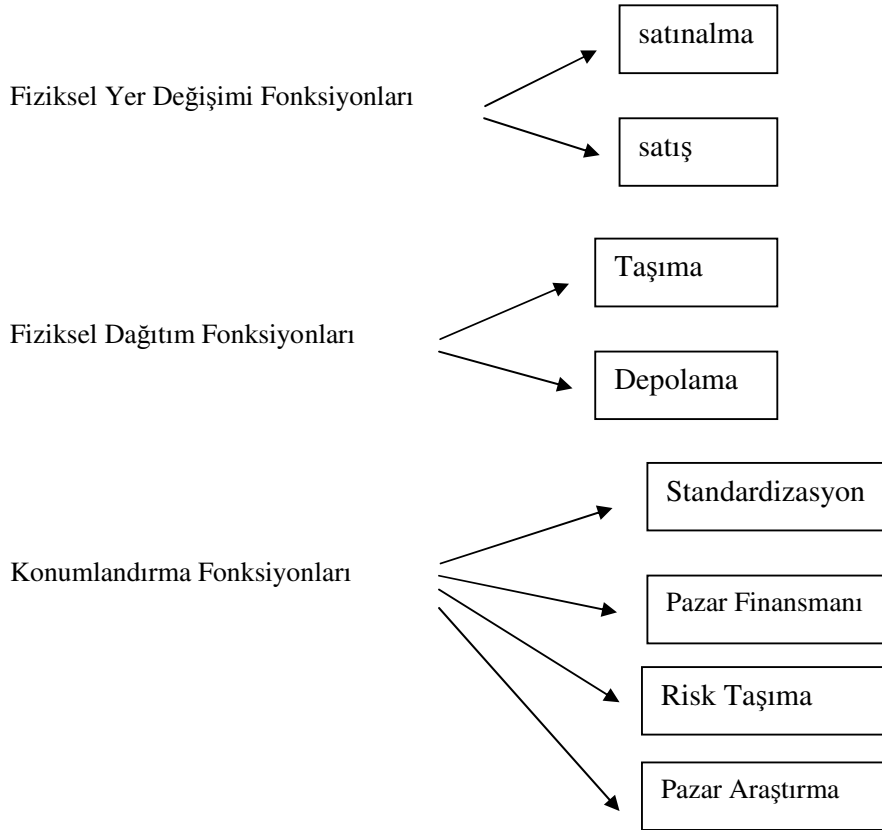 Fiziksel Yer Değişimi Fonksiyonları
satınalma
satış
Fiziksel Dağıtım Fonksiyonları
Taşıma
Depolama
Konumlandırma Fonksiyonları
Standardizasyon
Pazar Finansmanı
Risk Taşıma
Pazar Araştırma